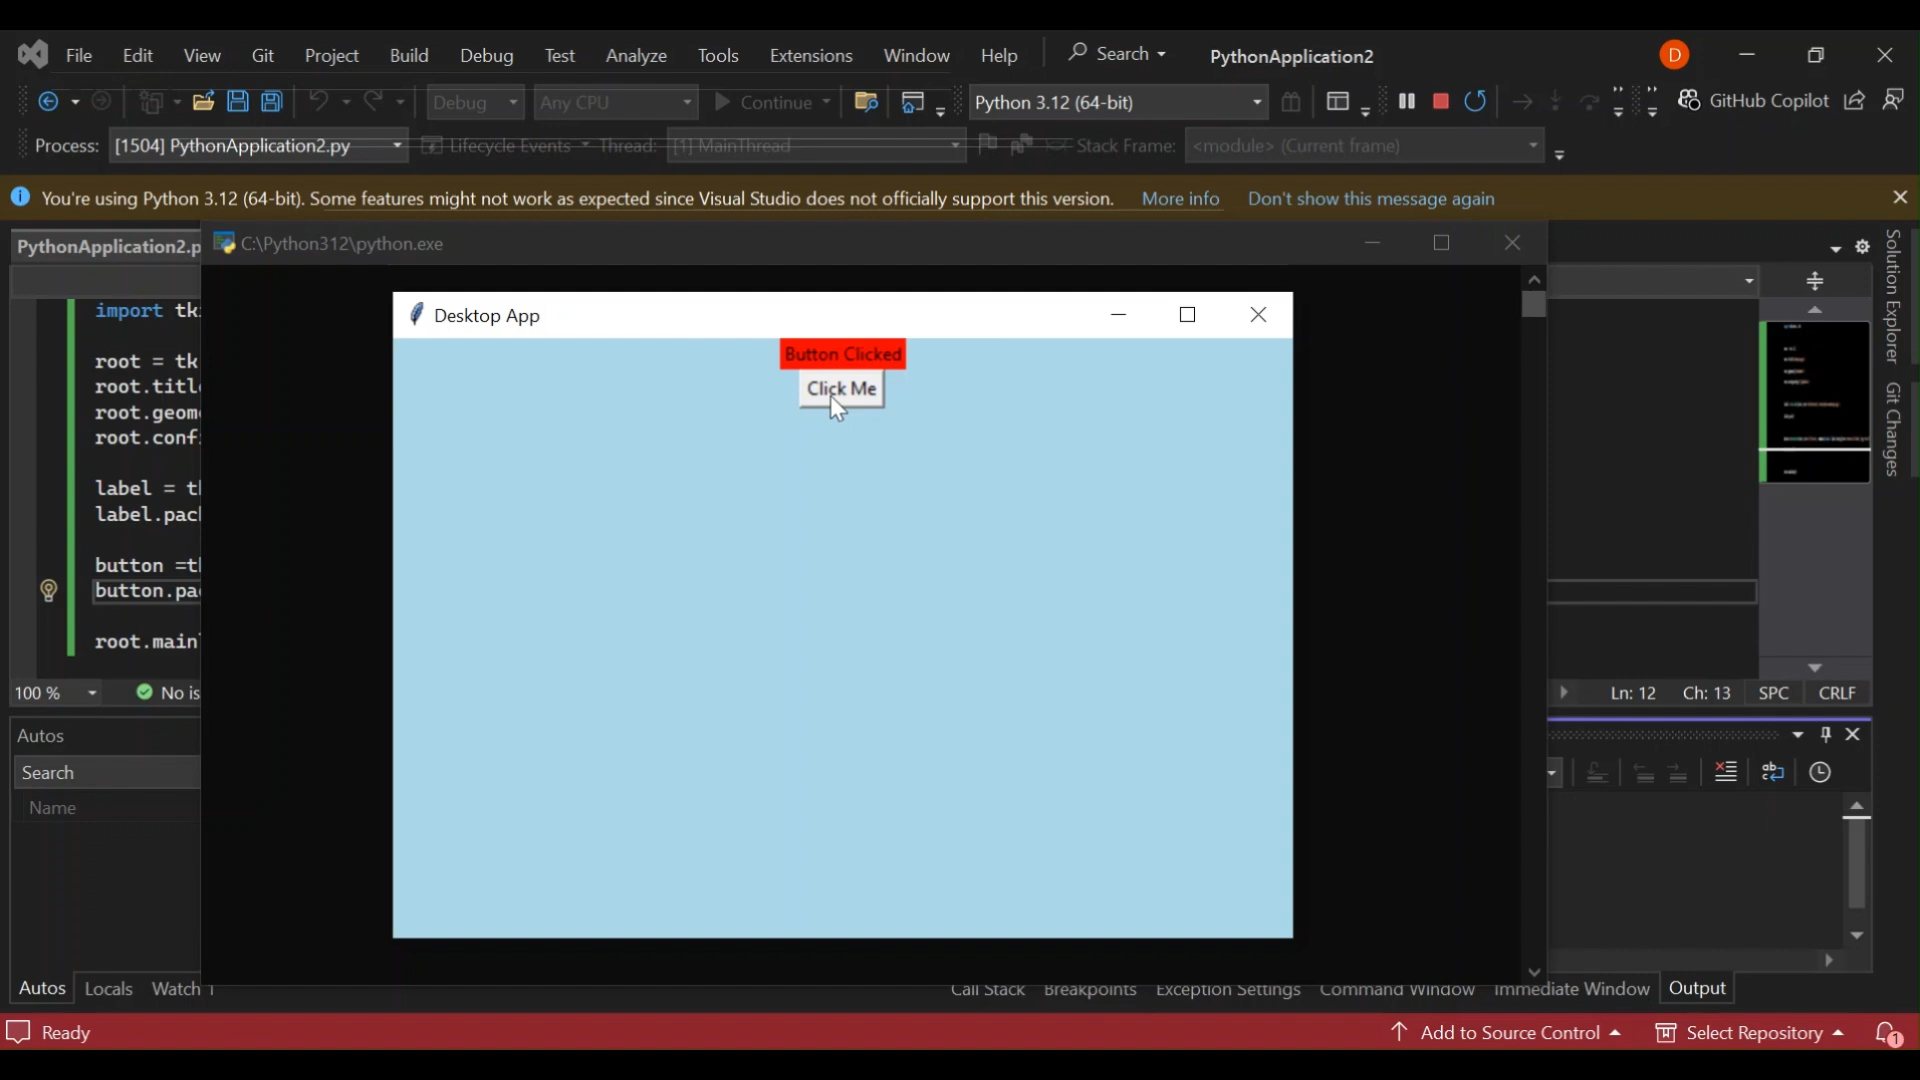 File Edit View Git Project Build Debug Test Analyze Tools Extensions Window Help Search PythonApplication2 D
Debug Any CPU Continue Python 3.12 (64-bit) GitHub Copilot
Process: [1504] PythonApplication2.py Lifecycle Events Thread: [1] MainThread Stack Frame: <module> (Current frame)
You're using Python 3.12 (64-bit). Some features might not work as expected since Visual Studio does not officially support this version. More info Don't show this message again
PythonApplication2.p
C:\Python312\python.exe
Solution Explorer
Git Changes
Desktop App
Button Clicked
Click Me
import tk
root = tk
root.titl
root.geom
root.conf
label = t
label.pac
button =t
button.pa
root.main
100 % No is
Ln: 12 Ch: 13 SPC CRLF
Autos
Search
Name
Autos Locals Watch 1
Call Stack Breakpoints Exception Settings Command Window Immediate Window Output
Ready Add to Source Control Select Repository 1